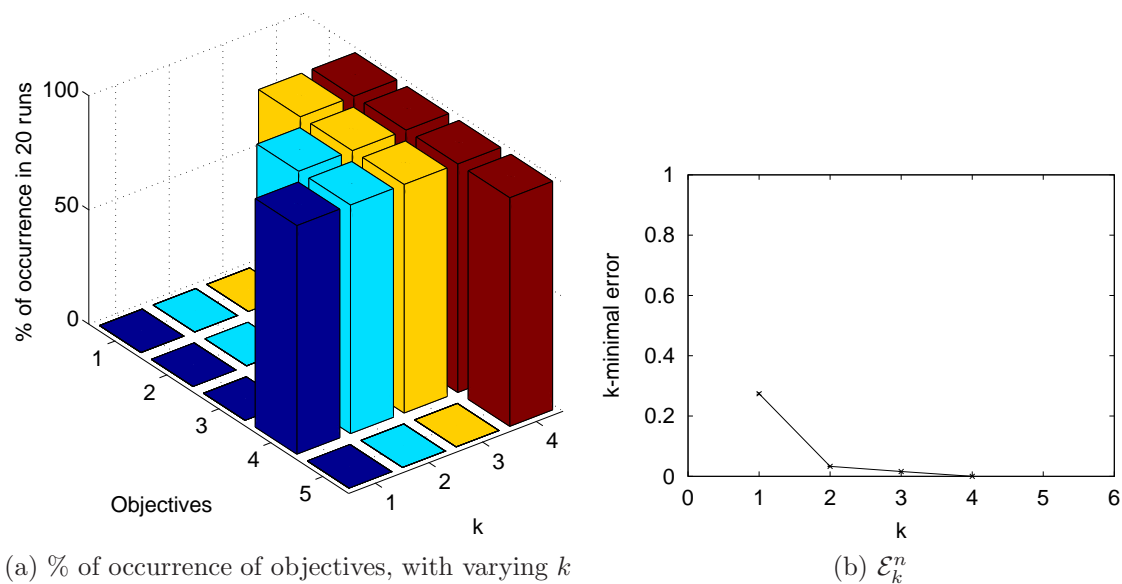 % of occurrence in 20 runs
100
50
0
1
2
3
4
5
Objectives
1
2
3
4
k
(a) % of occurrence of objectives, with varying k
k-minimal error
1
0.8
0.6
0.4
0.2
0
0 1 2 3 4 5 6
k
(b) ℰₖⁿ